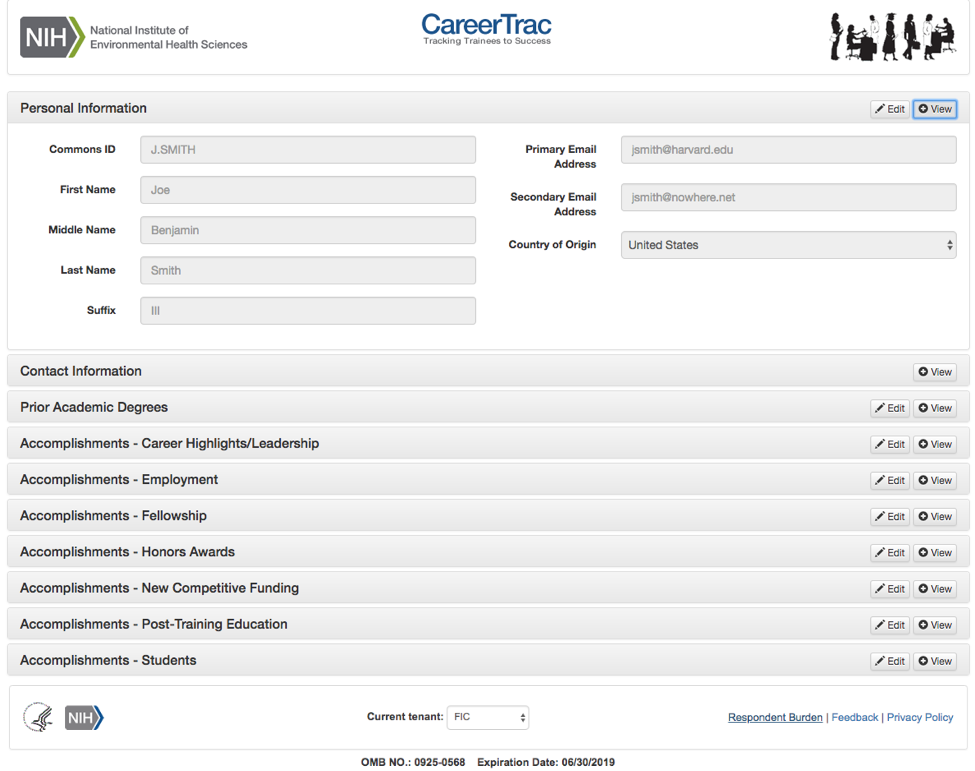 NIH
National Institute of
Environmental Health Sciences
CareerTrac
Tracking Trainees to Success
Personal Information
Edit View
Commons ID J.SMITH
First Name Joe
Middle Name Benjamin
Last Name Smith
Suffix III
Primary Email
Address
jsmith@harvard.edu
Secondary Email
Address
jsmith@nowhere.net
Country of Origin United States
Contact Information View
Prior Academic Degrees Edit View
Accomplishments - Career Highlights/Leadership Edit View
Accomplishments - Employment Edit View
Accomplishments - Fellowship Edit View
Accomplishments - Honors Awards Edit View
Accomplishments - New Competitive Funding Edit View
Accomplishments - Post-Training Education Edit View
Accomplishments - Students Edit View
NIH Current tenant: FIC Respondent Burden | Feedback | Privacy Policy
OMB NO.: 0925-0568 Expiration Date: 06/30/2019